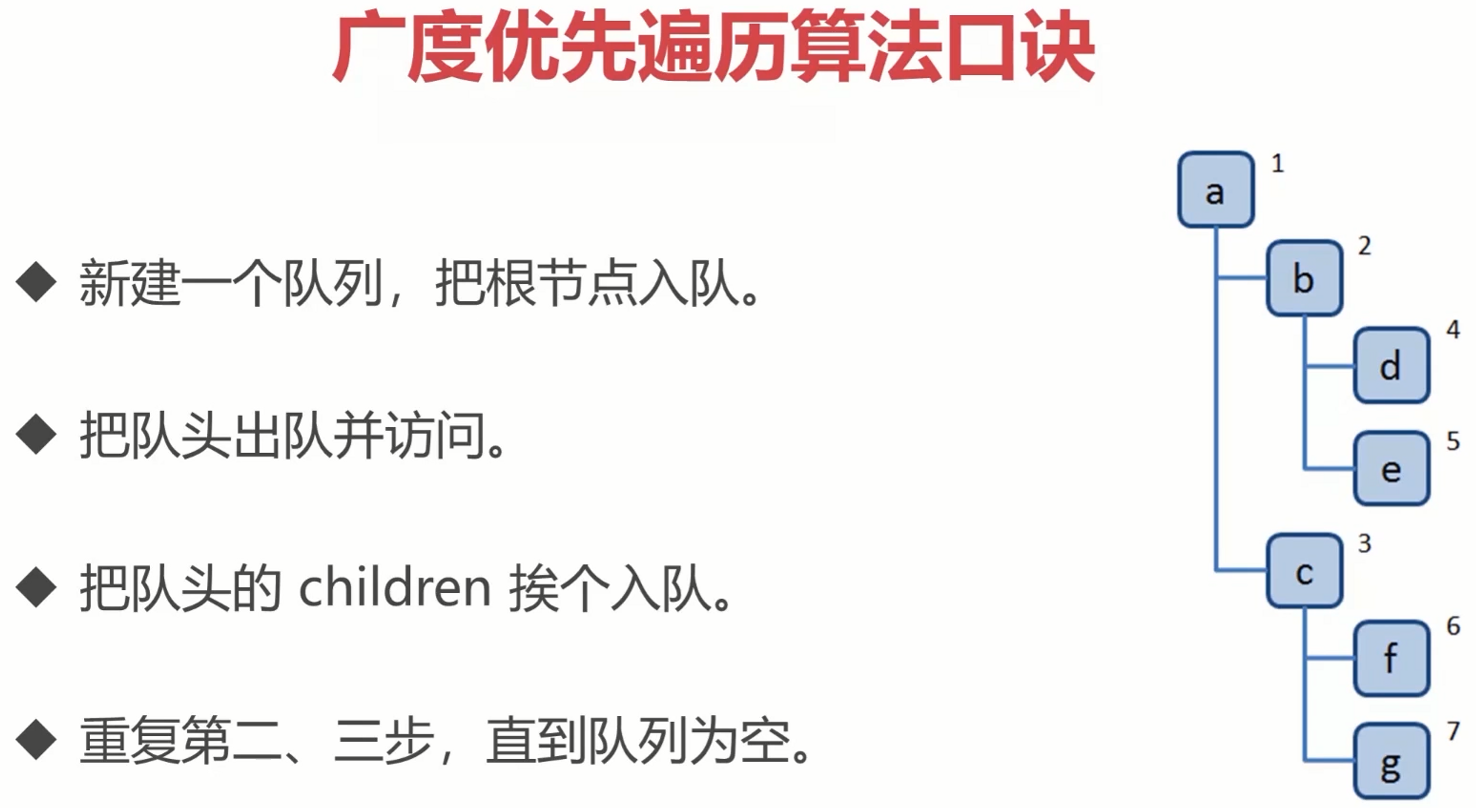 广度优先遍历算法口诀
◆ 新建一个队列，把根节点入队。
◆ 把队头出队并访问。
◆ 把队头的 children 挨个入队。
◆ 重复第二、三步，直到队列为空。
a 1
b 2
d 4
e 5
c 3
f 6
g 7